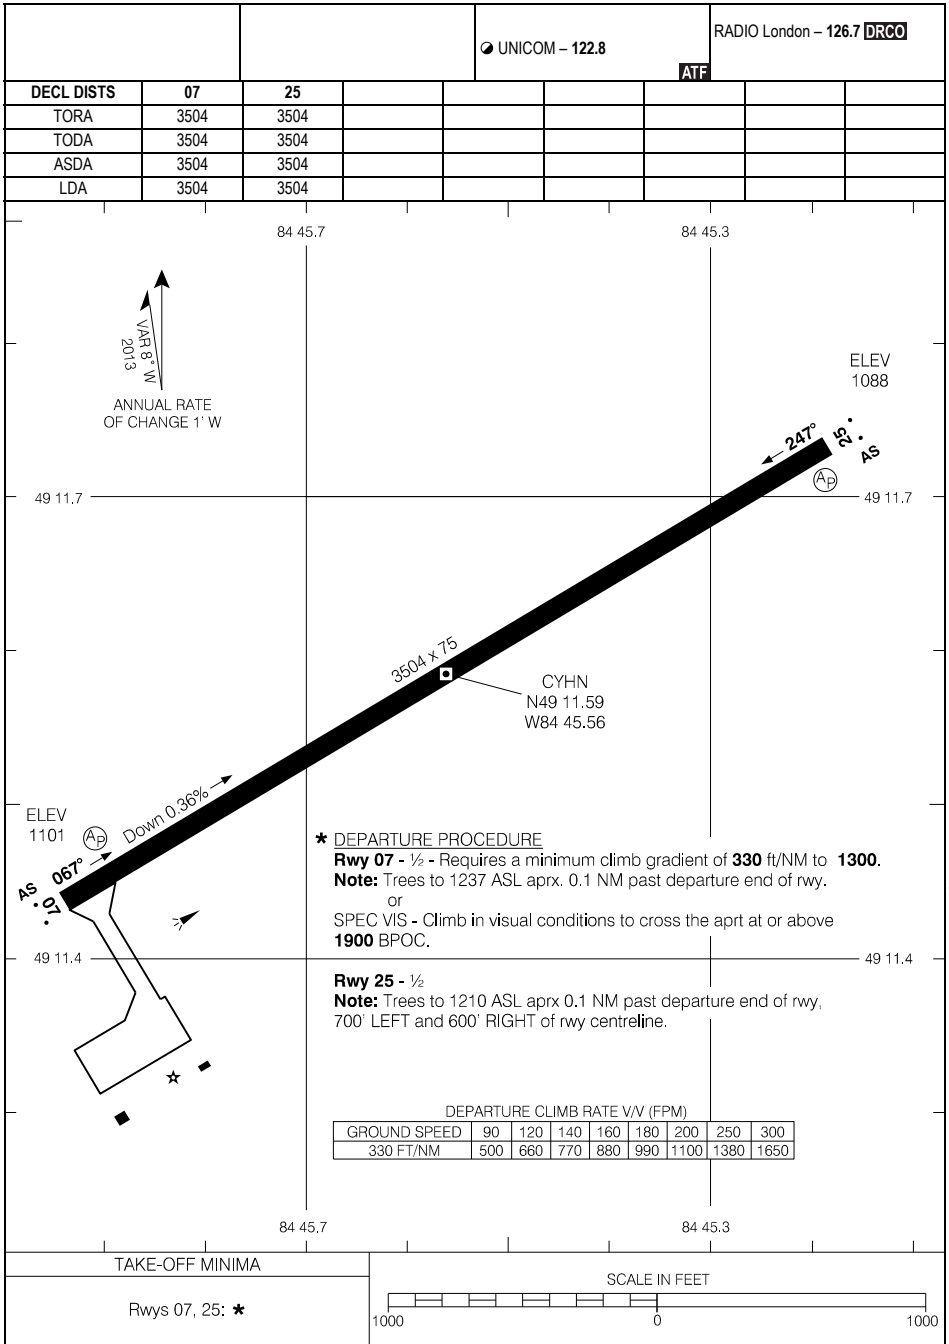 UNICOM – 122.8
ATF
RADIO London – 126.7 DRCO
DECL DISTS 07 25
TORA 3504 3504
TODA 3504 3504
ASDA 3504 3504
LDA 3504 3504
84 45.7 84 45.3
VAR 8° W
2013
ANNUAL RATE
OF CHANGE 1' W
ELEV
1088
247°
25
AS
AP
49 11.7 49 11.7
3504 x 75
CYHN
N49 11.59
W84 45.56
Down 0.36%
ELEV
1101
AP
067°
AS
07
* DEPARTURE PROCEDURE
Rwy 07 - ½ - Requires a minimum climb gradient of 330 ft/NM to 1300.
Note: Trees to 1237 ASL aprx. 0.1 NM past departure end of rwy.
or
SPEC VIS - Climb in visual conditions to cross the aprt at or above
1900 BPOC.
49 11.4 49 11.4
Rwy 25 - ½
Note: Trees to 1210 ASL aprx 0.1 NM past departure end of rwy,
700' LEFT and 600' RIGHT of rwy centreline.
DEPARTURE CLIMB RATE V/V (FPM)
GROUND SPEED 90 120 140 160 180 200 250 300
330 FT/NM 500 660 770 880 990 1100 1380 1650
84 45.7 84 45.3
TAKE-OFF MINIMA
Rwys 07, 25: *
SCALE IN FEET
1000 0 1000